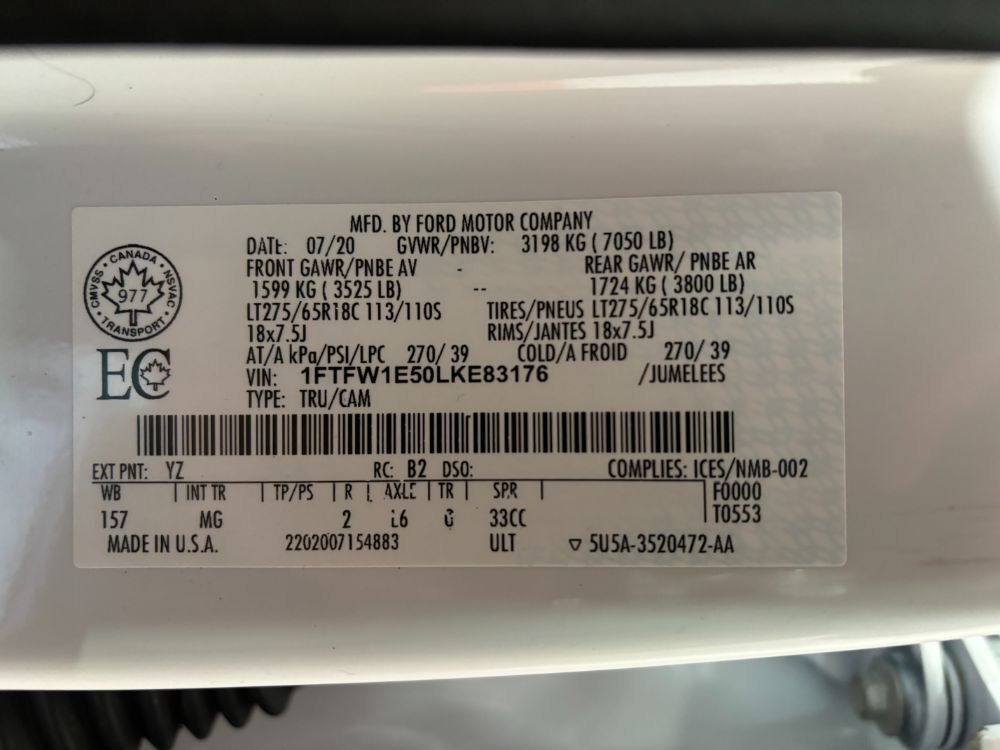 MFD. BY FORD MOTOR COMPANY
DATE: 07/20 GVWR/PNBV: 3198 KG ( 7050 LB)
FRONT GAWR/PNBE AV - REAR GAWR/ PNBE AR
1599 KG ( 3525 LB) -- 1724 KG ( 3800 LB)
LT275/65R18C 113/110S TIRES/PNEUS LT275/65R18C 113/110S
18x7.5J RIMS/JANTES 18x7.5J
AT/A kPa/PSI/LPC 270/ 39 COLD/A FROID 270/ 39
VIN: 1FTFW1E50LKE83176 /JUMELEES
TYPE: TRU/CAM
CANADA
CMVSS 977 NSVAC
TRANSPORT
EC
EXT PNT: YZ RC: B2 DSO: COMPLIES: ICES/NMB-002
WB | INT TR | TP/PS | R | AXLE | TR | SPR | F0000
157 MG 2 L6 33CC T0553
MADE IN U.S.A. 2202007154883 ULT ▽ 5U5A-3520472-AA